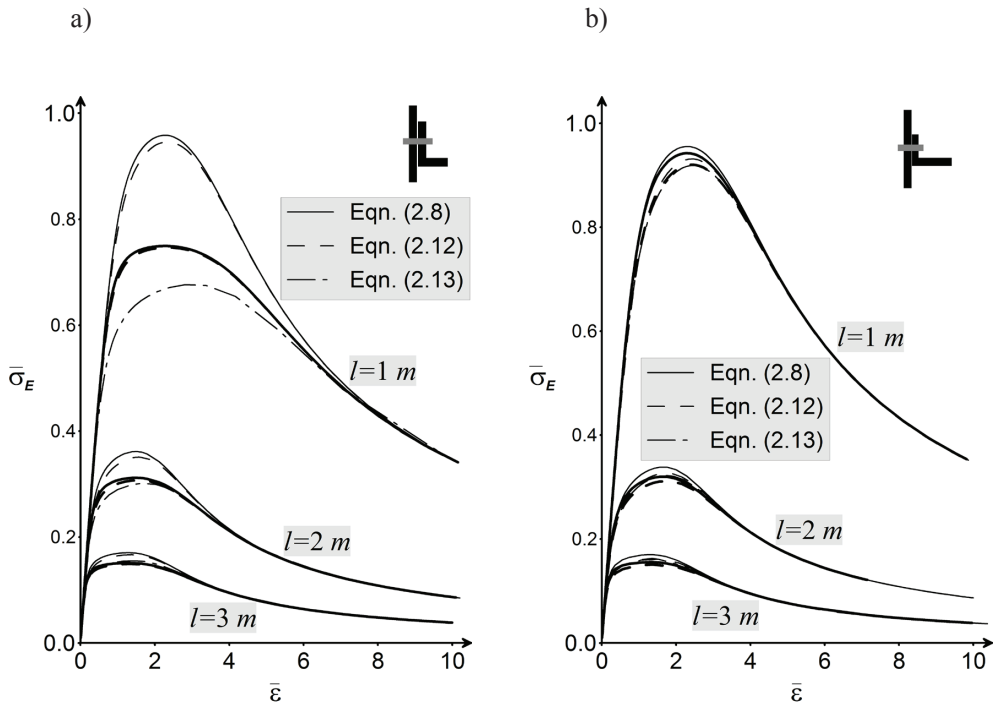 a)
1.0
0.8
0.6
0.4
0.2
0.0
0
2
4
6
8
10
σ̅E
ε̅
Eqn. (2.8)
Eqn. (2.12)
Eqn. (2.13)
l=1 m
l=2 m
l=3 m
b)
1.0
0.8
0.6
0.4
0.2
0.0
0
2
4
6
8
10
σ̅E
ε̅
l=1 m
Eqn. (2.8)
Eqn. (2.12)
Eqn. (2.13)
l=2 m
l=3 m